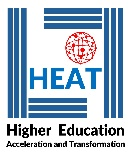 HEAT
Higher Education
Acceleration and Transformation